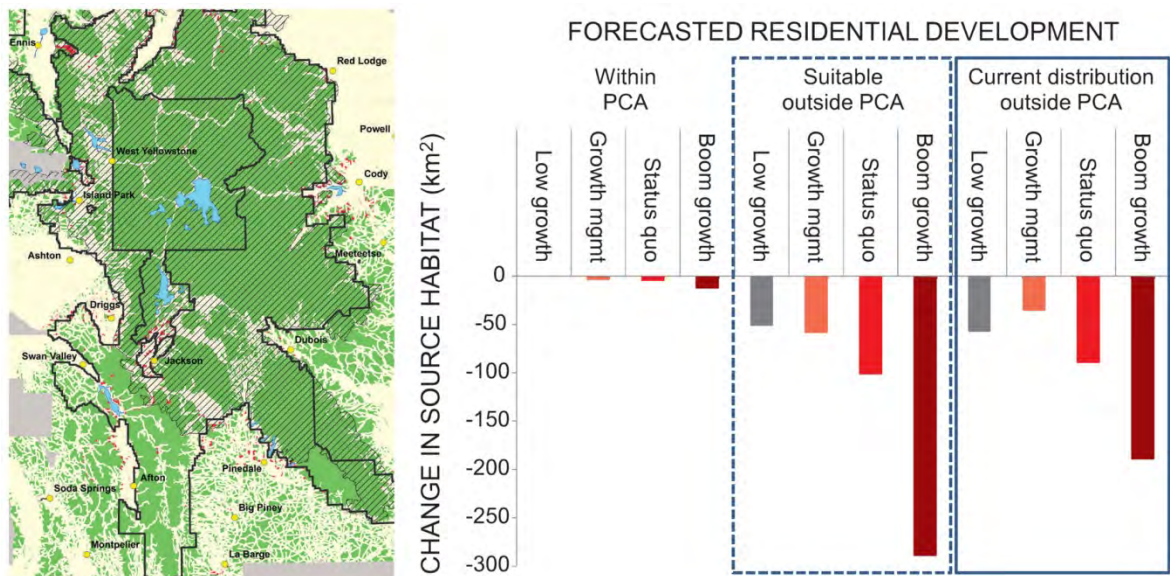 Ennis
Red Lodge
Powell
West Yellowstone
Cody
Island Park
Meeteetse
Ashton
Driggs
Dubois
Swan Valley
Jackson
Pinedale
Afton
Soda Springs
Big Piney
Montpelier
La Barge
FORECASTED RESIDENTIAL DEVELOPMENT
Within
PCA
Suitable
outside PCA
Current distribution
outside PCA
Low growth
Growth mgmt
Status quo
Boom growth
Low growth
Growth mgmt
Status quo
Boom growth
Low growth
Growth mgmt
Status quo
Boom growth
CHANGE IN SOURCE HABITAT (km²)
0
-50
-100
-150
-200
-250
-300